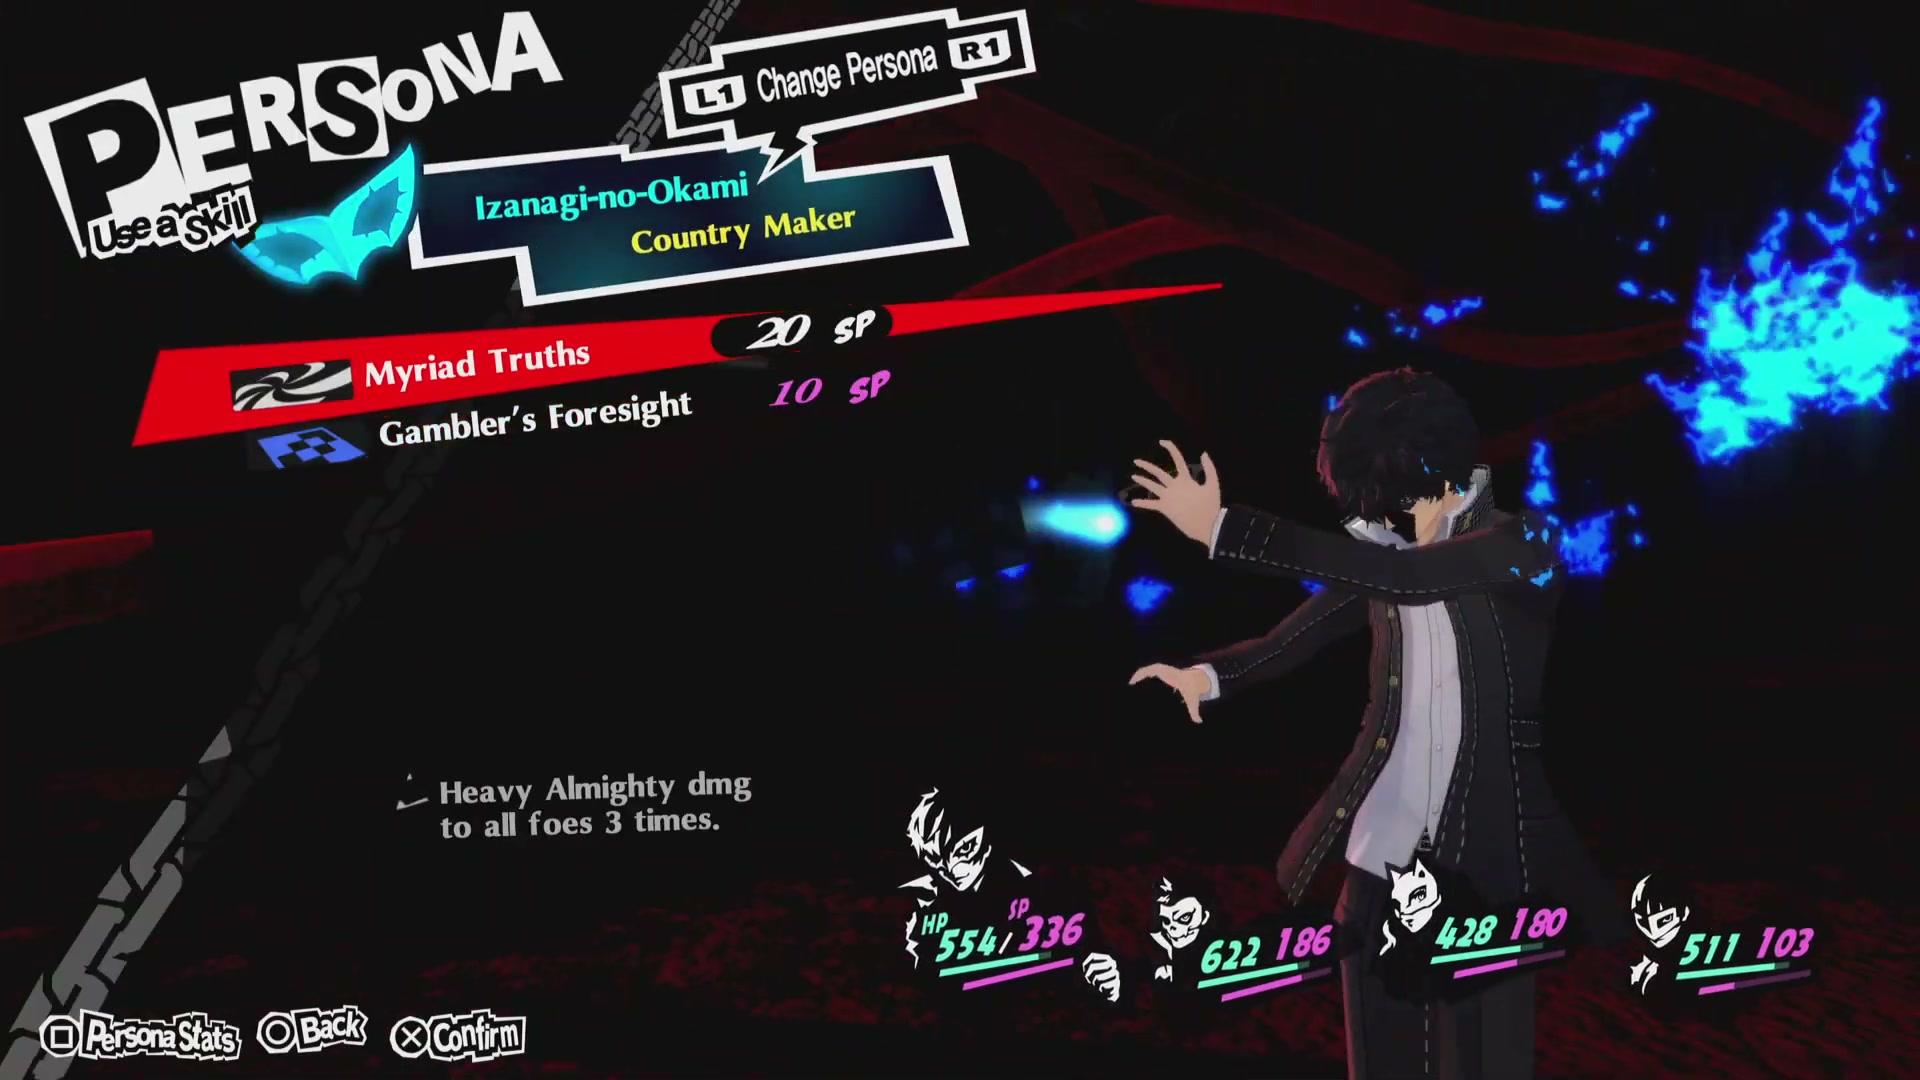 PERSONA
Use a Skill
L1 Change Persona R1
Izanagi-no-Okami
Country Maker
Myriad Truths 20 SP
Gambler's Foresight 10 SP
Heavy Almighty dmg
to all foes 3 times.
HP 554/ SP 336
622 186
428 180
511 103
Persona Stats Back Confirm